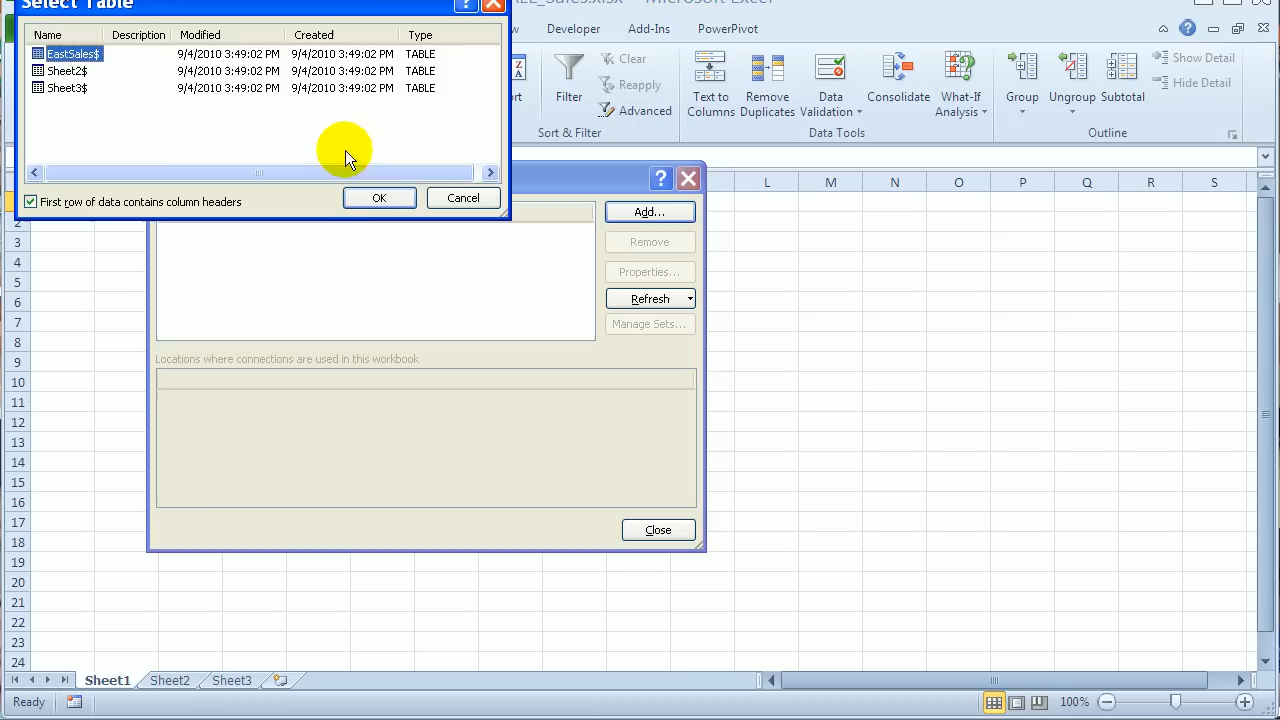 ALL_Sales.xlsx - Microsoft Excel
Select Table
Developer Add-Ins PowerPivot
Name Description Modified Created Type
EastSales$ 9/4/2010 3:49:02 PM 9/4/2010 3:49:02 PM TABLE
Sheet2$ 9/4/2010 3:49:02 PM 9/4/2010 3:49:02 PM TABLE
Sheet3$ 9/4/2010 3:49:02 PM 9/4/2010 3:49:02 PM TABLE
First row of data contains column headers
OK Cancel
Filter
Clear
Reapply
Advanced
Sort & Filter
Text to Columns
Remove Duplicates
Data Validation
Consolidate
What-If Analysis
Data Tools
Group
Ungroup
Subtotal
Show Detail
Hide Detail
Outline
L M N O P Q R S
Add...
Remove
Properties...
Refresh
Manage Sets...
Locations where connections are used in this workbook
Close
2
3
4
5
6
7
8
9
10
11
12
13
14
15
16
17
18
19
20
21
22
23
24
Sheet1 Sheet2 Sheet3
Ready 100%